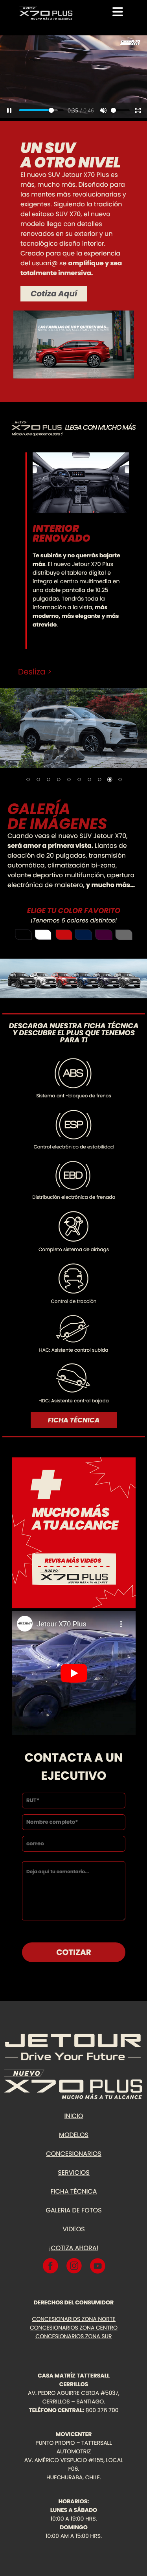 NUEVO
X70 PLUS
MUCHO MÁS A TU ALCANCE
0:35 / 0:46
UN SUV
A OTRO NIVEL
El nuevo SUV Jetour X70 Plus es
más, mucho más. Diseñado para
las mentes más revolucionarias y
exigentes. Siguiendo la tradición
del exitoso SUV X70, el nuevo
modelo llega con detalles
renovados en su exterior y un
tecnológico diseño interior.
Creado para que la experiencia
del usuari@ se amplifique y sea
totalmente inmersiva.
Cotiza Aquí
LAS FAMILIAS DE HOY QUIEREN MÁS...
NUEVO
X70 PLUS LLEGA CON MUCHO MÁS
INTERIOR
RENOVADO
Te subirás y no querrás bajarte
más. El nuevo Jetour X70 Plus
distribuye el tablero digital e
integra el centro multimedia en
una doble pantalla de 10.25
pulgadas. Tendrás toda la
información a la vista, más
moderno, más elegante y más
atrevido.
Desliza >
GALERÍA
DE IMÁGENES
Cuando veas el nuevo SUV Jetour X70,
será amor a primera vista. Llantas de
aleación de 20 pulgadas, transmisión
automática, climatización bi-zona,
volante deportivo multifunción, apertura
eléctrica de maletero, y mucho más...
ELIGE TU COLOR FAVORITO
¡Tenemos 6 colores distintos!
DESCARGA NUESTRA FICHA TÉCNICA
Y DESCUBRE EL PLUS QUE TENEMOS
PARA TI
ABS
Sistema anti-bloqueo de frenos
ESP
Control electrónico de estabilidad
EBD
Distribución electrónica de frenado
Completo sistema de airbags
Control de tracción
HAC: Asistente control subida
HDC: Asistente control bajada
FICHA TÉCNICA
MUCHO MÁS
A TU ALCANCE
REVISA MÁS VIDEOS
NUEVO
X70 PLUS
MUCHO MÁS A TU ALCANCE
Jetour X70 Plus
CONTACTA A UN
EJECUTIVO
RUT*
Nombre completo*
correo
Deja aquí tu comentario...
COTIZAR
JETOUR
Drive Your Future
NUEVO
X70 PLUS
MUCHO MÁS A TU ALCANCE
INICIO
MODELOS
CONCESIONARIOS
SERVICIOS
FICHA TÉCNICA
GALERIA DE FOTOS
VIDEOS
¡COTIZA AHORA!
DERECHOS DEL CONSUMIDOR
CONCESIONARIOS ZONA NORTE
CONCESIONARIOS ZONA CENTRO
CONCESIONARIOS ZONA SUR
CASA MATRÍZ TATTERSALL
CERRILLOS
AV. PEDRO AGUIRRE CERDA #5037,
CERRILLOS – SANTIAGO.
TELÉFONO CENTRAL: 800 376 700
MOVICENTER
PUNTO PROPIO – TATTERSALL
AUTOMOTRIZ
AV. AMÉRICO VESPUCIO #1155, LOCAL
F06.
HUECHURABA, CHILE.
HORARIOS:
LUNES A SÁBADO
10:00 A 19:00 HRS.
DOMINGO
10:00 AM A 15:00 HRS.